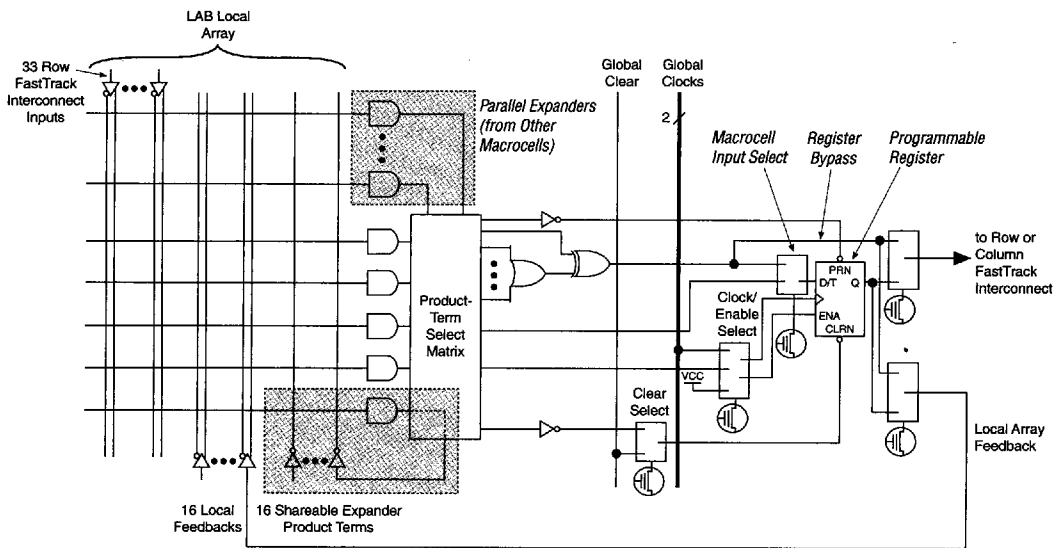 LAB Local
Array
33 Row
FastTrack
Interconnect
Inputs
Parallel Expanders
(from Other
Macrocells)
Global
Clear
Global
Clocks
2
Macrocell
Input Select
Register
Bypass
Programmable
Register
to Row or
Column
FastTrack
Interconnect
Product-
Term
Select
Matrix
PRN
D/T
Q
ENA
CLRN
Clock/
Enable
Select
VCC
Clear
Select
Local Array
Feedback
16 Local
Feedbacks
16 Shareable Expander
Product Terms